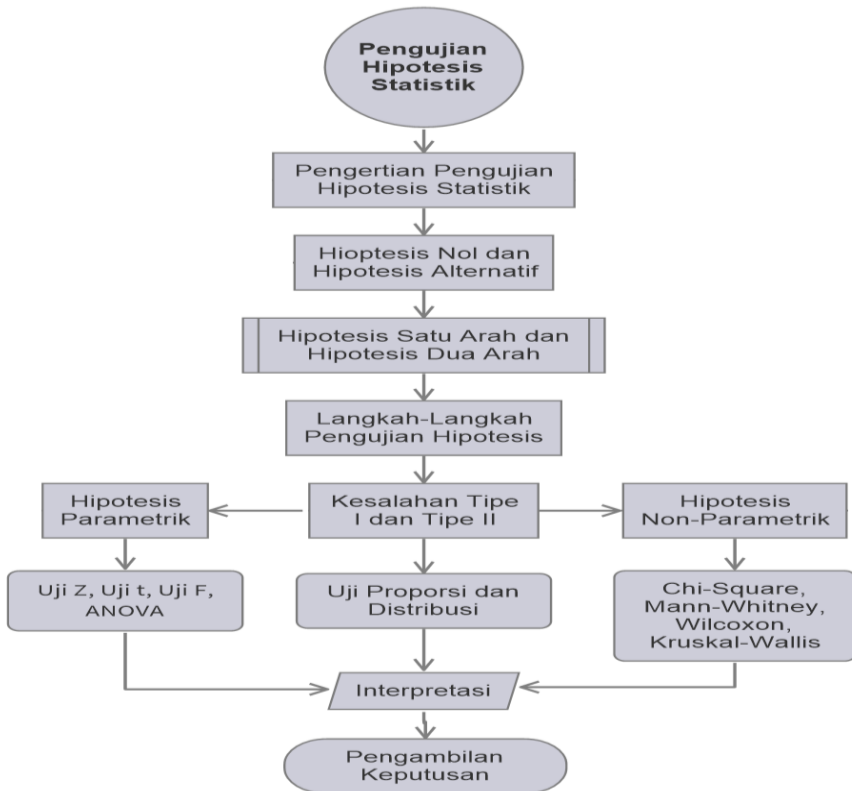 Pengujian
Hipotesis
Statistik
Pengertian Pengujian
Hipotesis Statistik
Hioptesis Nol dan
Hipotesis Alternatif
Hipotesis Satu Arah dan
Hipotesis Dua Arah
Langkah-Langkah
Pengujian Hipotesis
Hipotesis
Parametrik
Kesalahan Tipe
I dan Tipe II
Hipotesis
Non-Parametrik
Uji Z, Uji t, Uji F,
ANOVA
Uji Proporsi dan
Distribusi
Chi-Square,
Mann-Whitney,
Wilcoxon,
Kruskal-Wallis
Interpretasi
Pengambilan
Keputusan